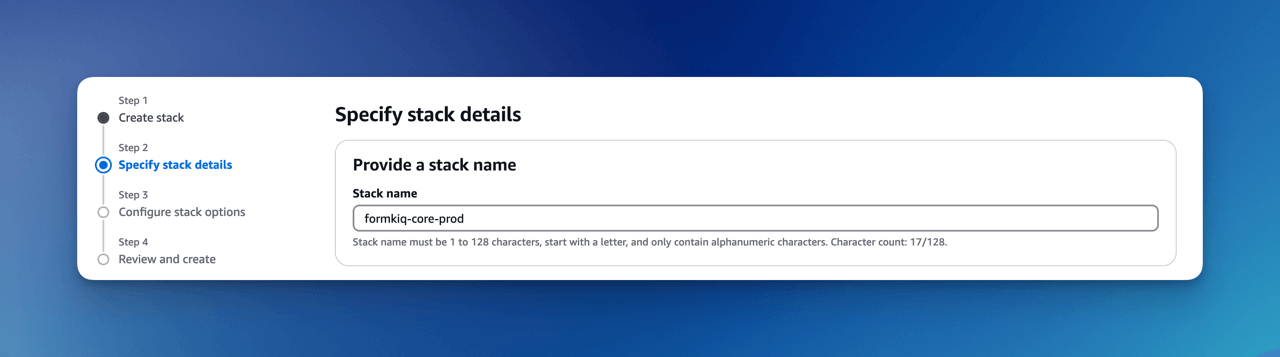 Step 1
Create stack
Step 2
Specify stack details
Step 3
Configure stack options
Step 4
Review and create
Specify stack details
Provide a stack name
Stack name
formkiq-core-prod
Stack name must be 1 to 128 characters, start with a letter, and only contain alphanumeric characters. Character count: 17/128.